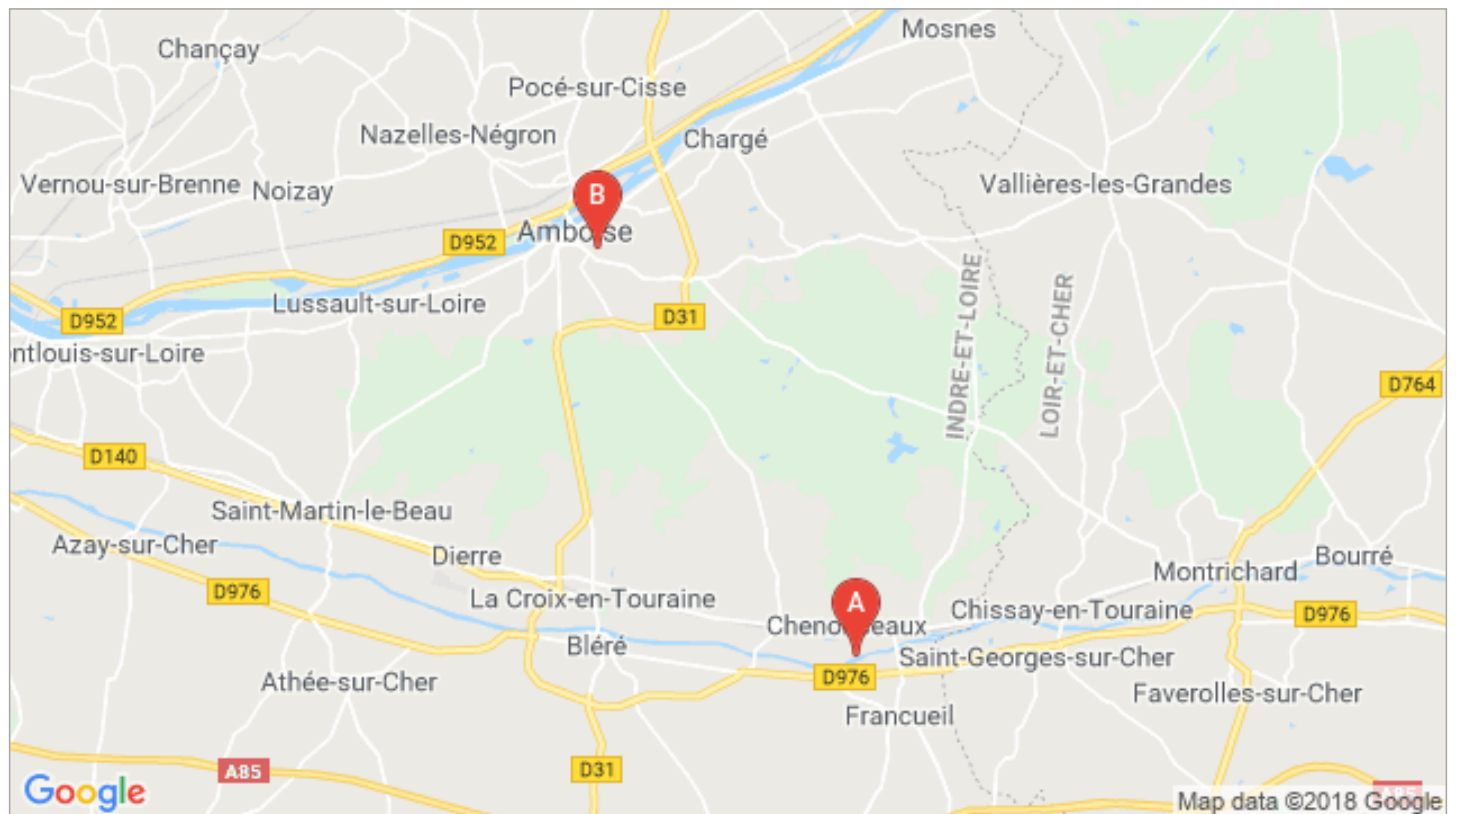 Mosnes
Chançay
Pocé-sur-Cisse
Nazelles-Négron
Chargé
Vernou-sur-Brenne
Noizay
Vallières-les-Grandes
B
Amboise
D952
INDRE-ET-LOIRE
LOIR-ET-CHER
Lussault-sur-Loire
D952
D31
ntlouis-sur-Loire
D764
D140
Saint-Martin-le-Beau
Azay-sur-Cher
Dierre
Bourré
Montrichard
D976
La Croix-en-Touraine
A
Chissay-en-Touraine
D976
Chenonceaux
Bléré
Saint-Georges-sur-Cher
D976
Athée-sur-Cher
Faverolles-sur-Cher
Francueil
D31
A85
Google
A85
Map data ©2018 Google